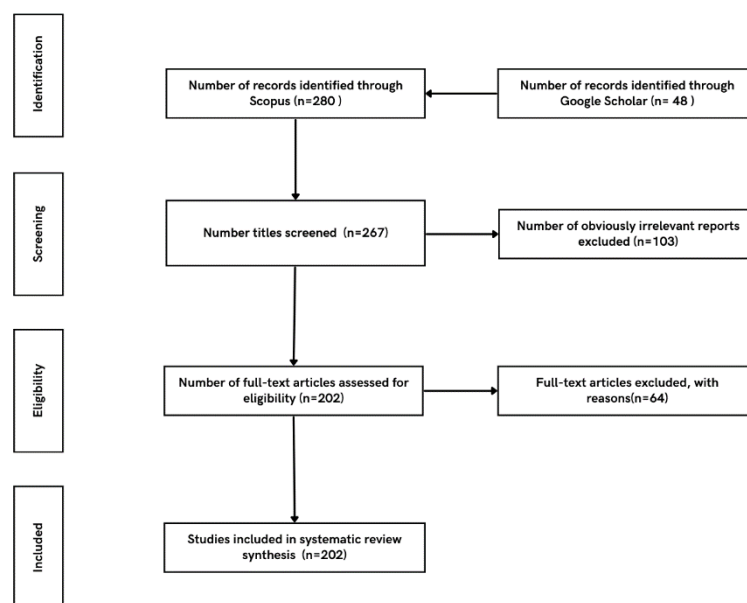 Identification
Number of records identified through
Scopus (n=280 )
Number of records identified through
Google Scholar (n= 48 )
Screening
Number titles screened (n=267)
Number of obviously irrelevant reports
excluded (n=103)
Eligibility
Number of full-text articles assessed for
eligibility (n=202)
Full-text articles excluded, with
reasons(n=64)
Included
Studies included in systematic review
synthesis (n=202)